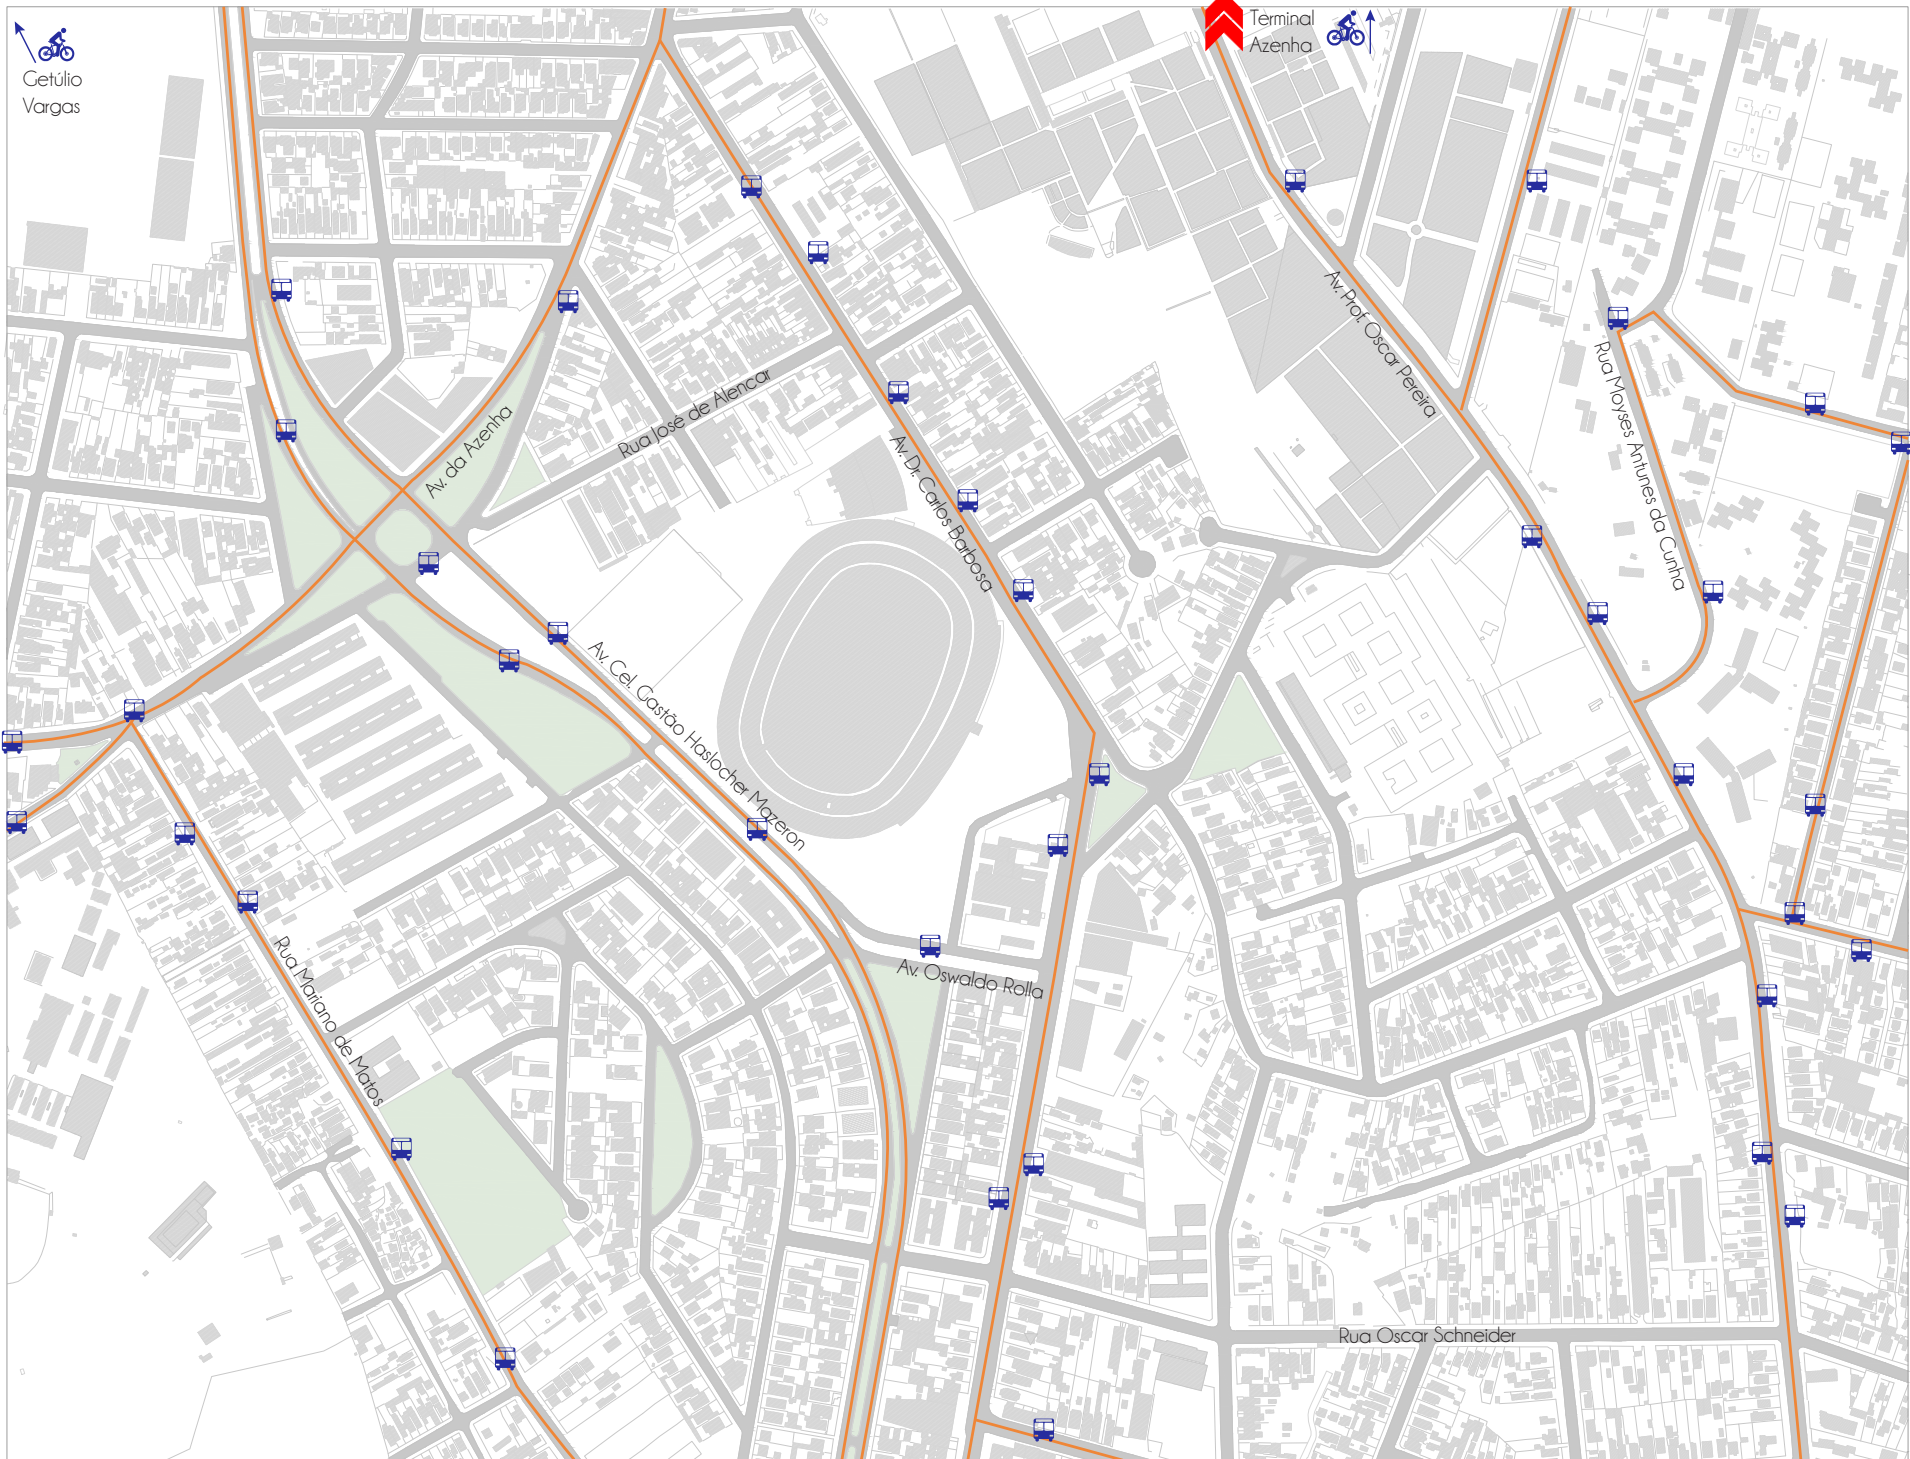 Terminal
Azenha
Getúlio
Vargas
Av. Prof. Oscar Pereira
Rua Moyses Antunes da Cunha
Rua José de Alencar
Av. da Azenha
Av. Dr. Carlos Barbosa
Av. Cel. Gastão Haslocher Mazeron
Av. Oswaldo Rolla
Rua Mariano de Matos
Rua Oscar Schneider